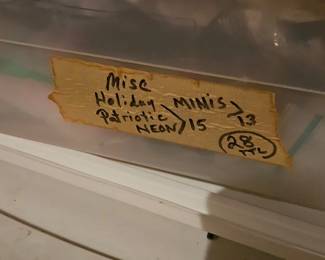 Misc
Holiday MINIS > 13
Patriotic
NEON > 15
28
TTL